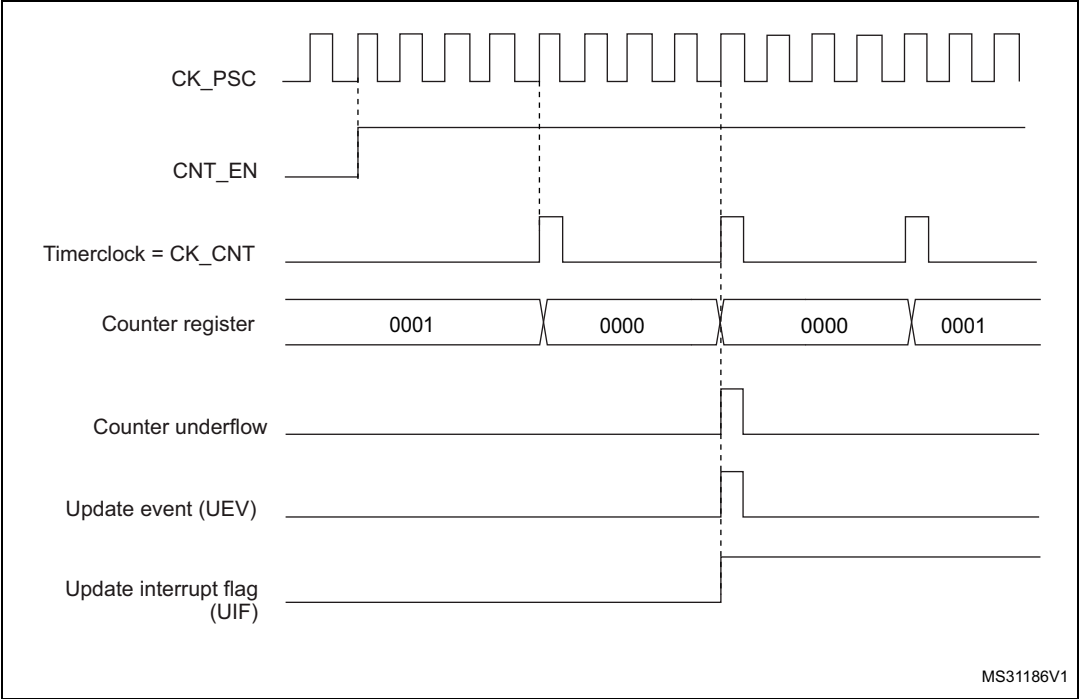 CK_PSC
CNT_EN
Timerclock = CK_CNT
Counter register
0001 0000 0000 0001
Counter underflow
Update event (UEV)
Update interrupt flag
(UIF)
MS31186V1